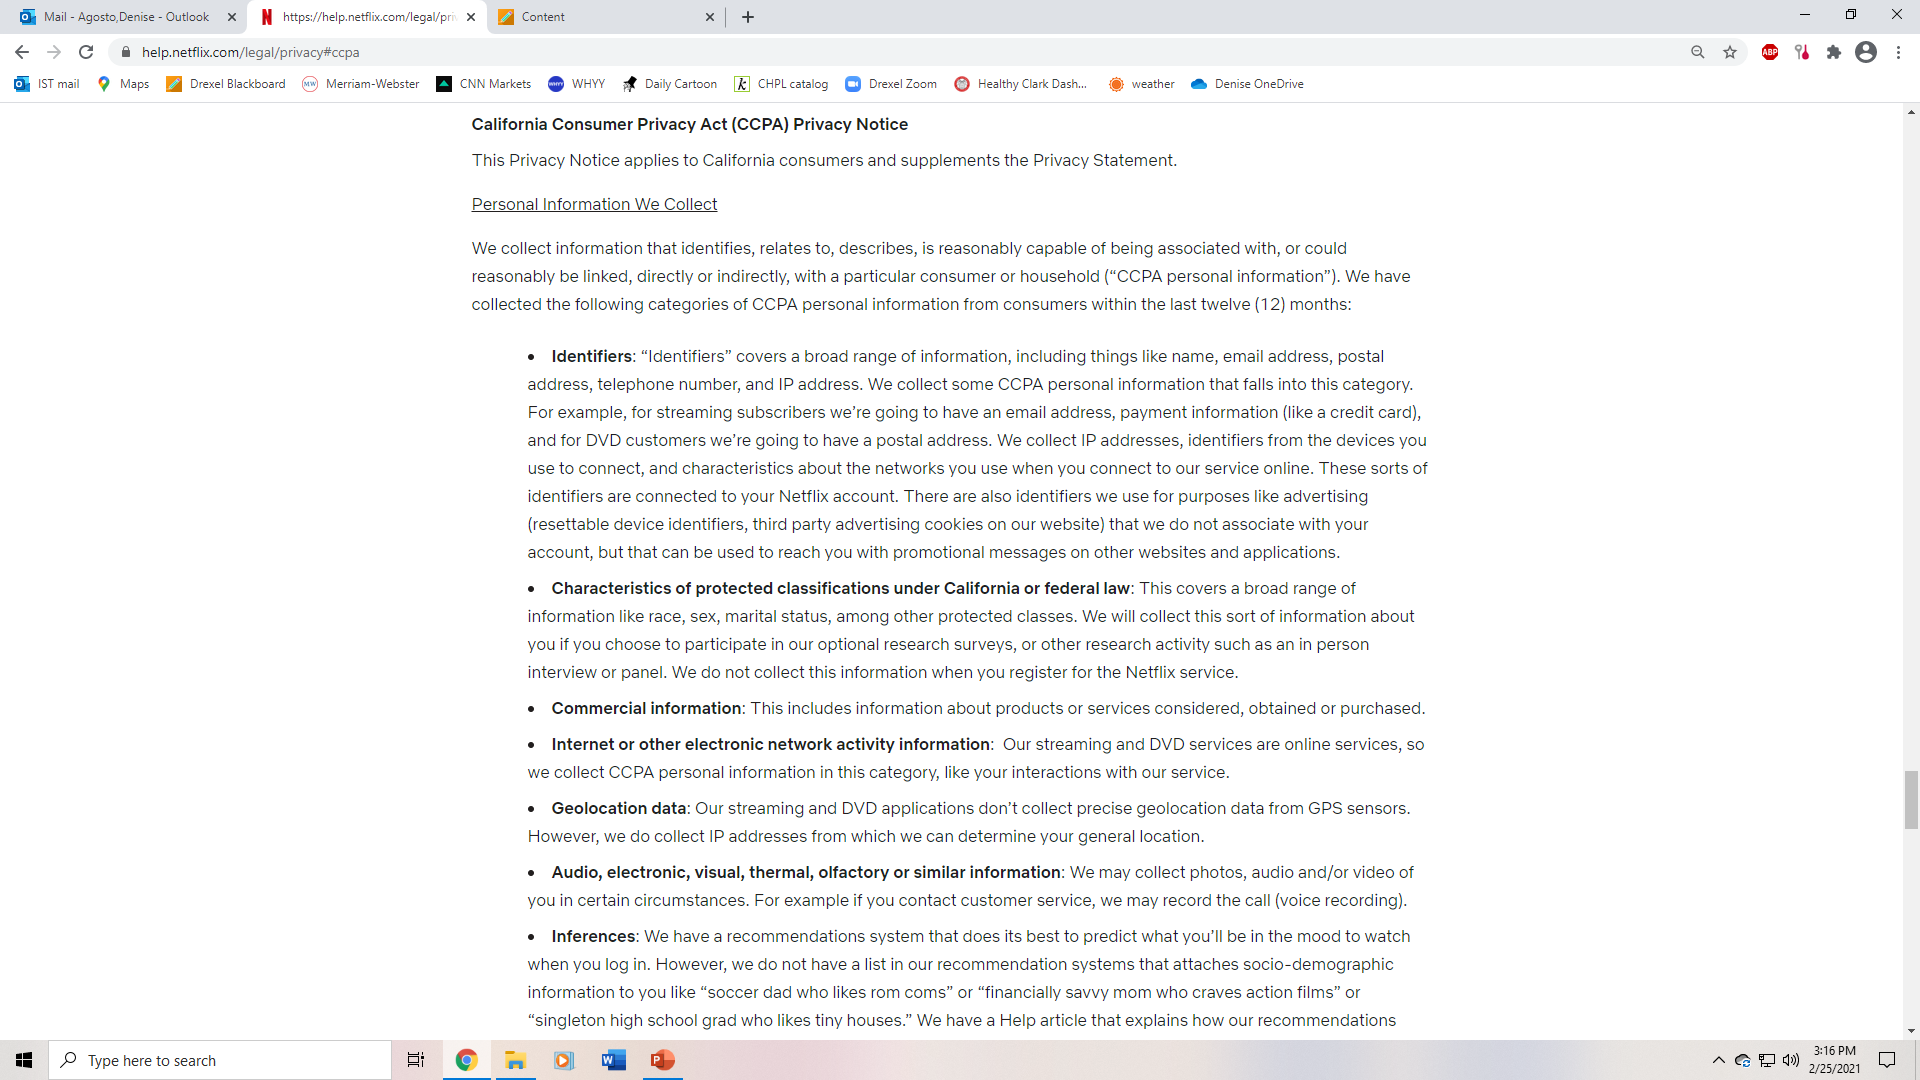 Mail - Agosto,Denise - Outlook
https://help.netflix.com/legal/pri
Content
help.netflix.com/legal/privacy#ccpa
ABP
IST mail
Maps
Drexel Blackboard
MW Merriam-Webster
CNN Markets
WHYY WHYY
Daily Cartoon
k CHPL catalog
Drexel Zoom
Healthy Clark Dash...
weather
Denise OneDrive
California Consumer Privacy Act (CCPA) Privacy Notice
This Privacy Notice applies to California consumers and supplements the Privacy Statement.
Personal Information We Collect
We collect information that identifies, relates to, describes, is reasonably capable of being associated with, or could
reasonably be linked, directly or indirectly, with a particular consumer or household (“CCPA personal information”). We have
collected the following categories of CCPA personal information from consumers within the last twelve (12) months:
• Identifiers: “Identifiers” covers a broad range of information, including things like name, email address, postal
address, telephone number, and IP address. We collect some CCPA personal information that falls into this category.
For example, for streaming subscribers we’re going to have an email address, payment information (like a credit card),
and for DVD customers we’re going to have a postal address. We collect IP addresses, identifiers from the devices you
use to connect, and characteristics about the networks you use when you connect to our service online. These sorts of
identifiers are connected to your Netflix account. There are also identifiers we use for purposes like advertising
(resettable device identifiers, third party advertising cookies on our website) that we do not associate with your
account, but that can be used to reach you with promotional messages on other websites and applications.
• Characteristics of protected classifications under California or federal law: This covers a broad range of
information like race, sex, marital status, among other protected classes. We will collect this sort of information about
you if you choose to participate in our optional research surveys, or other research activity such as an in person
interview or panel. We do not collect this information when you register for the Netflix service.
• Commercial information: This includes information about products or services considered, obtained or purchased.
• Internet or other electronic network activity information:  Our streaming and DVD services are online services, so
we collect CCPA personal information in this category, like your interactions with our service.
• Geolocation data: Our streaming and DVD applications don’t collect precise geolocation data from GPS sensors.
However, we do collect IP addresses from which we can determine your general location.
• Audio, electronic, visual, thermal, olfactory or similar information: We may collect photos, audio and/or video of
you in certain circumstances. For example if you contact customer service, we may record the call (voice recording).
• Inferences: We have a recommendations system that does its best to predict what you’ll be in the mood to watch
when you log in. However, we do not have a list in our recommendation systems that attaches socio-demographic
information to you like “soccer dad who likes rom coms” or “financially savvy mom who craves action films” or
“singleton high school grad who likes tiny houses.” We have a Help article that explains how our recommendations
Type here to search
3:16 PM
2/25/2021